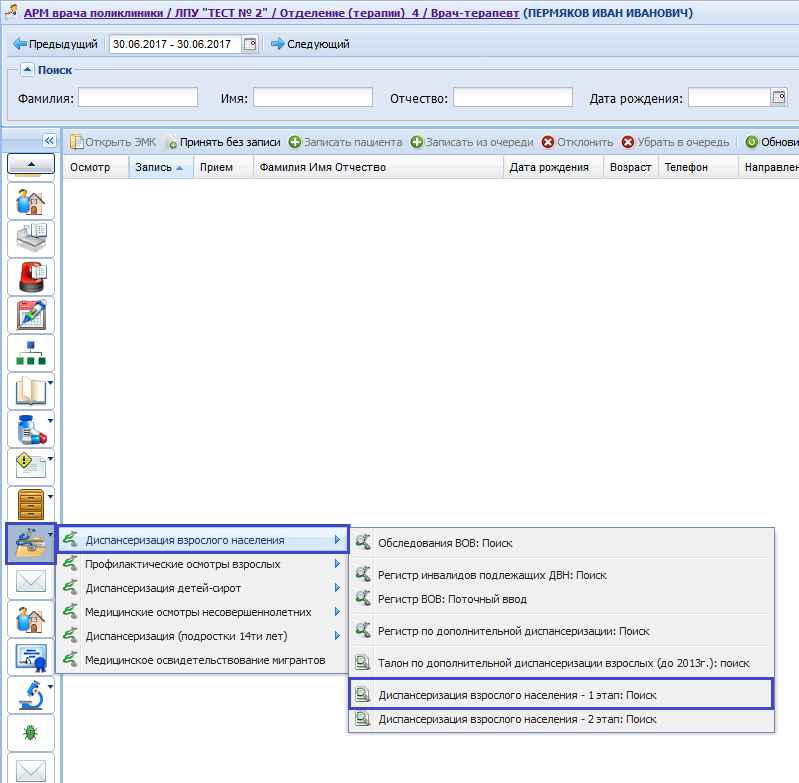 АРМ врача поликлиники / ЛПУ "ТЕСТ № 2" / Отделение (терапии) 4 / Врач-терапевт (ПЕРМЯКОВ ИВАН ИВАНОВИЧ)
Предыдущий 30.06.2017 - 30.06.2017 Следующий
Поиск
Фамилия: Имя: Отчество: Дата рождения:
Открыть ЭМК Принять без записи Записать пациента Записать из очереди Отклонить Убрать в очередь Обнови
Осмотр Запись Прием Фамилия Имя Отчество Дата рождения Возраст Телефон Направлен
Диспансеризация взрослого населения
Профилактические осмотры взрослых
Диспансеризация детей-сирот
Медицинские осмотры несовершеннолетних
Диспансеризация (подростки 14ти лет)
Медицинское освидетельствование мигрантов
Обследования ВОВ: Поиск
Регистр инвалидов подлежащих ДВН: Поиск
Регистр ВОВ: Поточный ввод
Регистр по дополнительной диспансеризации: Поиск
Талон по дополнительной диспансеризации взрослых (до 2013г.): поиск
Диспансеризация взрослого населения - 1 этап: Поиск
Диспансеризация взрослого населения - 2 этап: Поиск